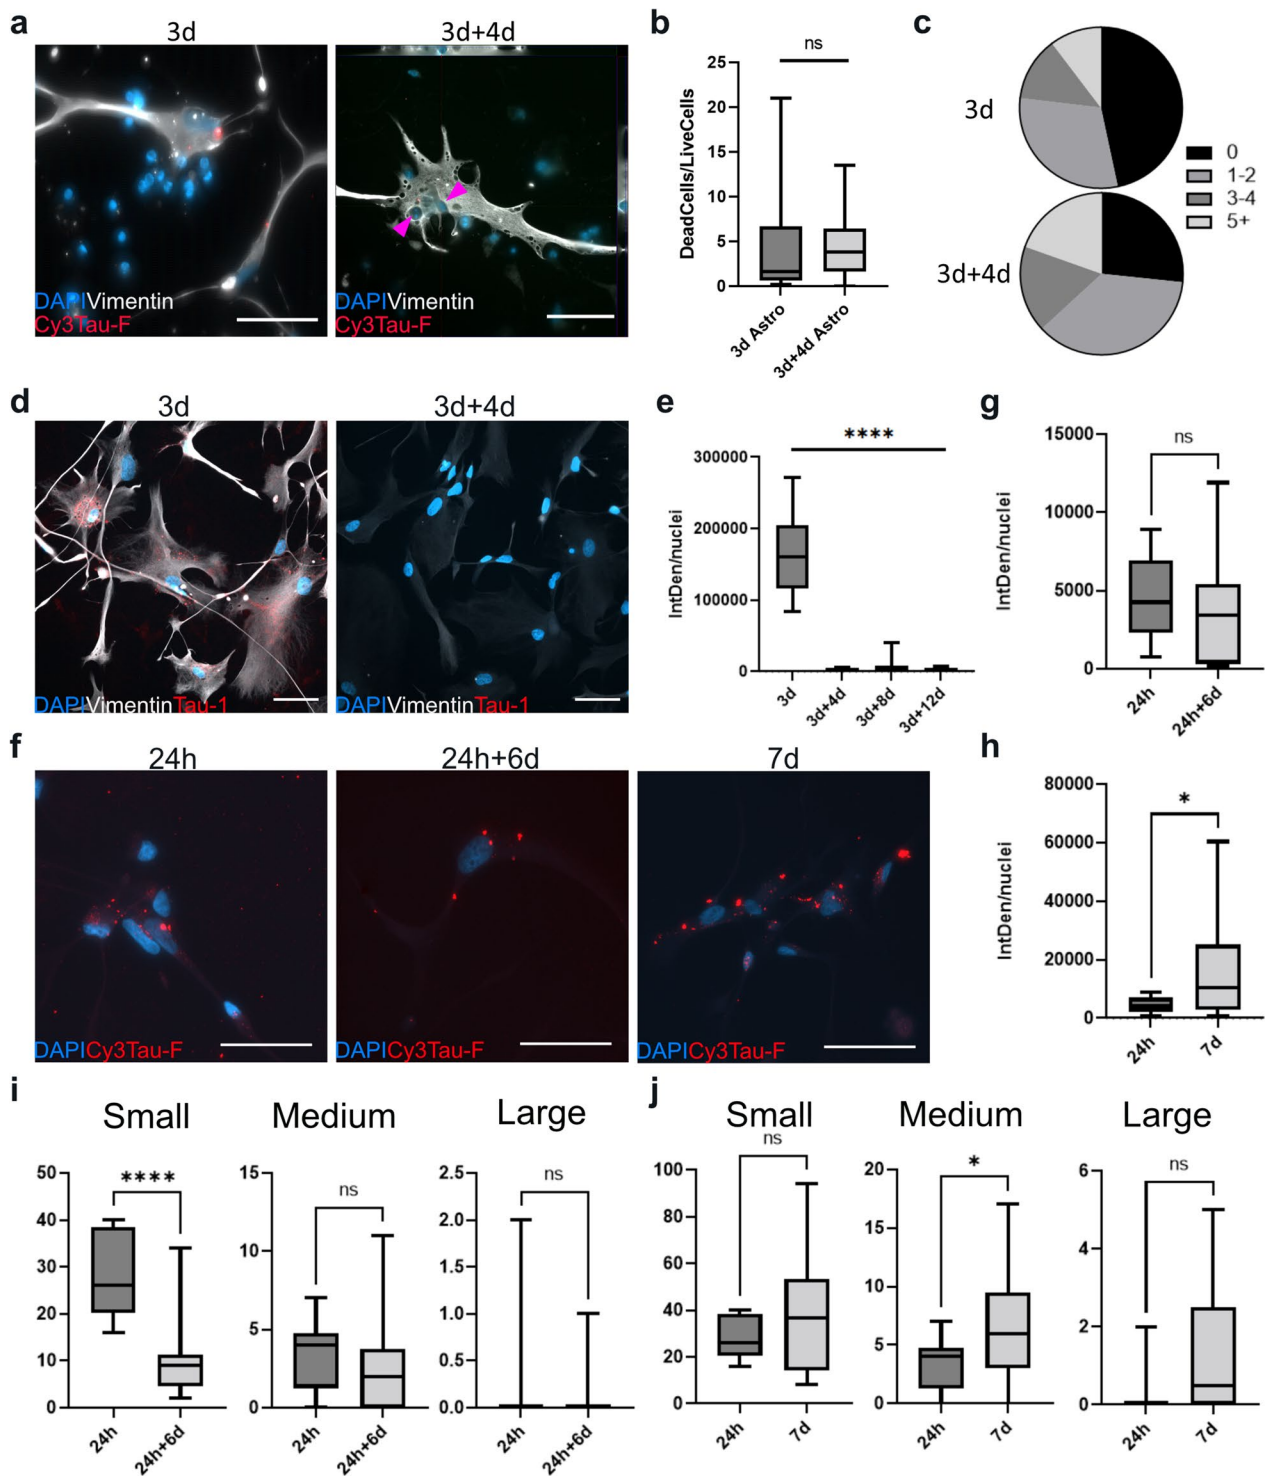 a
3d
3d+4d
DAPIVimentin
Cy3Tau-F
DAPIVimentin
Cy3Tau-F
b
ns
DeadCells/LiveCells
25
20
15
10
5
0
3d Astro
3d+4d Astro
c
3d
3d+4d
0
1-2
3-4
5+
d
3d
3d+4d
DAPIVimentinTau-1
DAPIVimentinTau-1
e
****
IntDen/nuclei
300000
200000
100000
0
3d
3d+4d
3d+8d
3d+12d
g
ns
IntDen/nuclei
15000
10000
5000
0
24h
24h+6d
f
24h
24h+6d
7d
DAPICy3Tau-F
DAPICy3Tau-F
DAPICy3Tau-F
h
*
IntDen/nuclei
80000
60000
40000
20000
0
24h
7d
i
Small
****
50
40
30
20
10
0
24h
24h+6d
Medium
ns
15
10
5
0
24h
24h+6d
Large
ns
2.5
2.0
1.5
1.0
0.5
0.0
24h
24h+6d
j
Small
ns
100
80
60
40
20
0
24h
7d
Medium
*
20
15
10
5
0
24h
7d
Large
ns
6
4
2
0
24h
7d